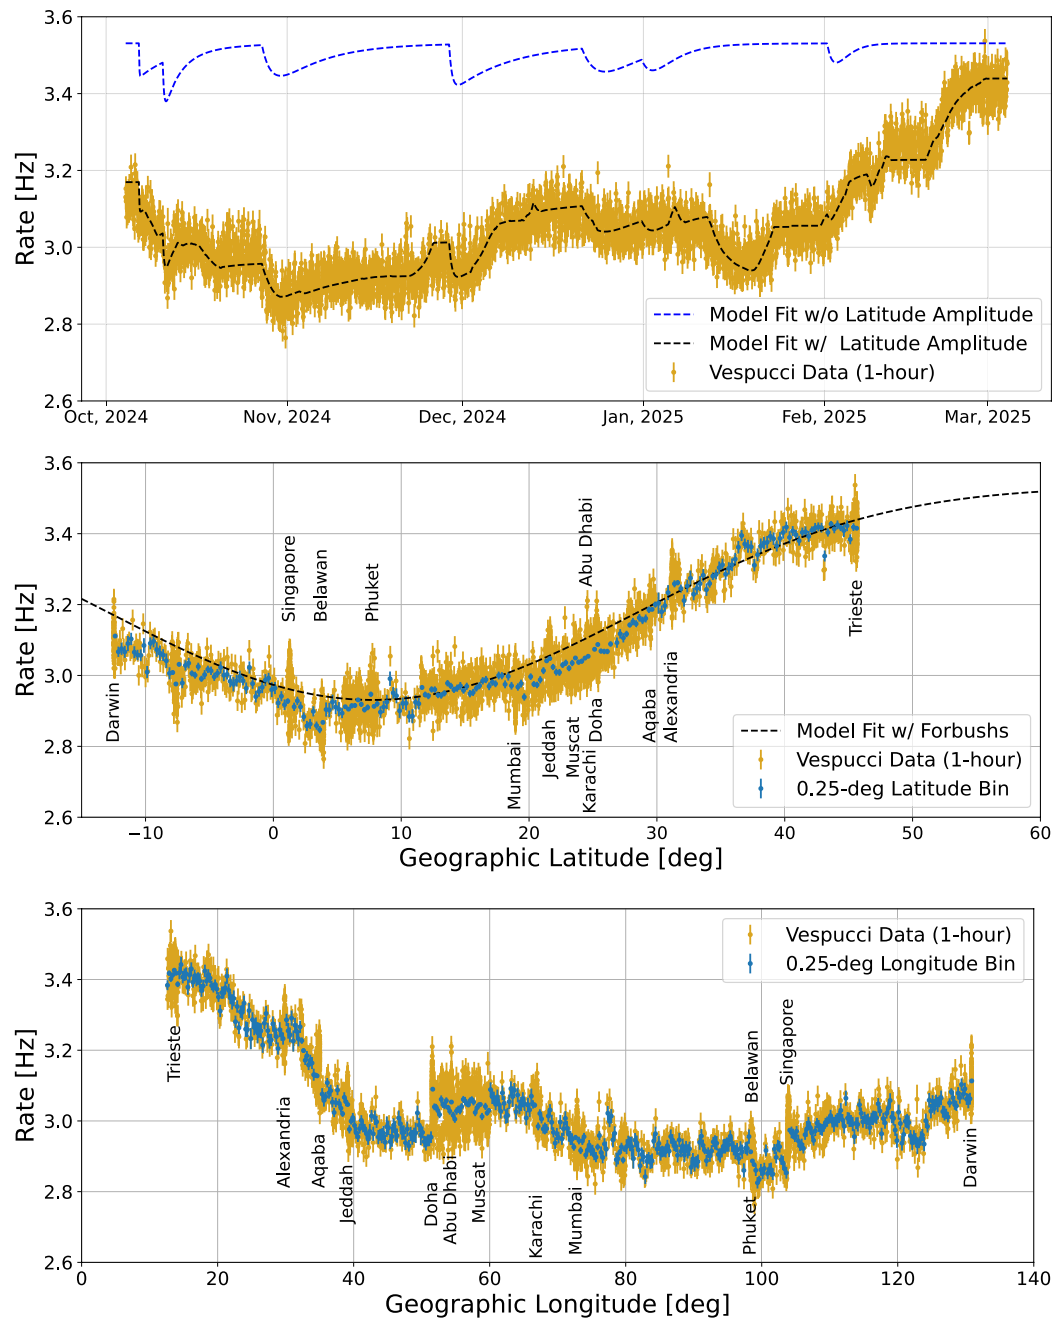 3.6
3.4
3.2
3.0
2.8
2.6
Rate [Hz]
Model Fit w/o Latitude Amplitude
Model Fit w/ Latitude Amplitude
Vespucci Data (1-hour)
Oct, 2024
Nov, 2024
Dec, 2024
Jan, 2025
Feb, 2025
Mar, 2025
3.6
3.4
3.2
3.0
2.8
2.6
Rate [Hz]
Darwin
Singapore
Belawan
Phuket
Mumbai
Jeddah
Muscat
Karachi
Abu Dhabi
Doha
Aqaba
Alexandria
Trieste
Model Fit w/ Forbushs
Vespucci Data (1-hour)
0.25-deg Latitude Bin
−10
0
10
20
30
40
50
60
Geographic Latitude [deg]
3.6
3.4
3.2
3.0
2.8
2.6
Rate [Hz]
Vespucci Data (1-hour)
0.25-deg Longitude Bin
Trieste
Alexandria
Aqaba
Jeddah
Doha
Abu Dhabi
Muscat
Karachi
Mumbai
Belawan
Phuket
Singapore
Darwin
0
20
40
60
80
100
120
140
Geographic Longitude [deg]